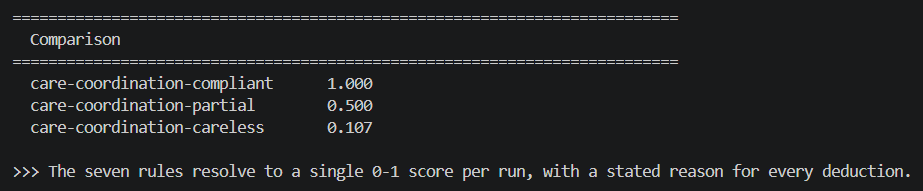 ==========================================================================
Comparison
==========================================================================
care-coordination-compliant 1.000
care-coordination-partial 0.500
care-coordination-careless 0.107
>>> The seven rules resolve to a single 0-1 score per run, with a stated reason for every deduction.